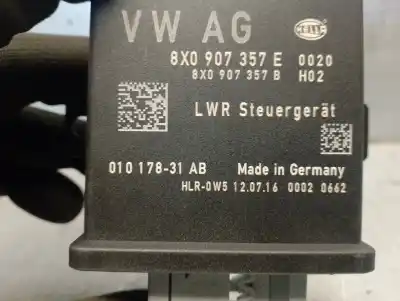 VW AG
HELLA
8X0 907 357 E 0020
8X0 907 357 B H02
LWR Steuergerät
010 178-31 AB Made in Germany
HLR-0W5 12.07.16 0002 0662